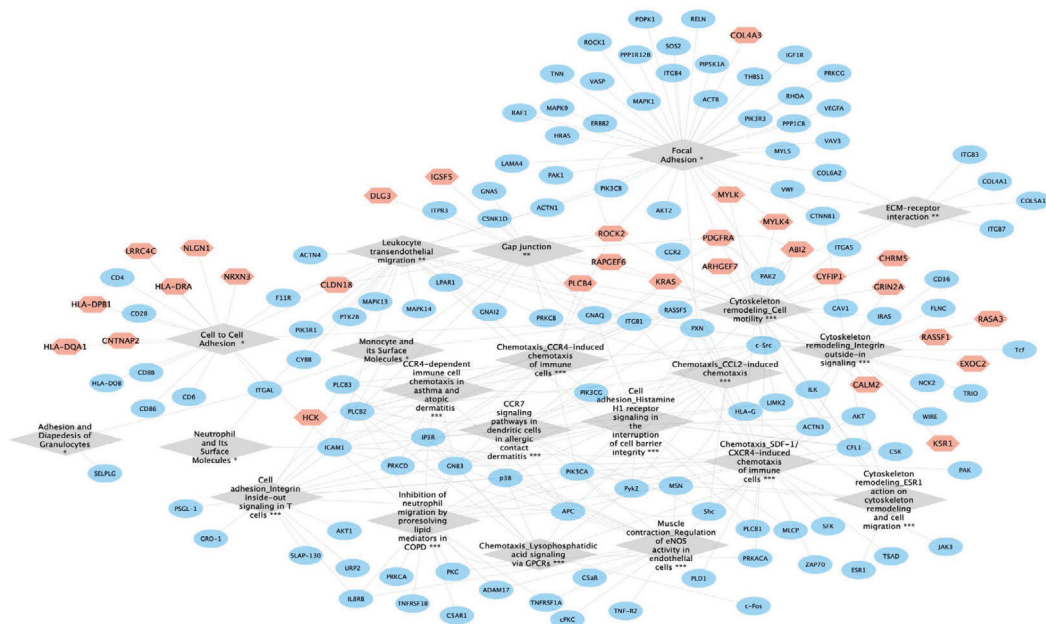 PDPK1
RELN
ROCK1
SOS2
COL4A3
PPP1R12B
PIP5K1A
IGF1R
TNN
ITGB4
THBS1
VASP
PRKCG
MAPK9
MAPK1
ACTB
RHOA
RAF1
VEGFA
ERBB2
PIK3R3
PPP1CB
HRAS
VAV3
Focal
Adhesion *
MYL5
ITGB3
LAMA4
COL6A2
IGSF5
PAK1
COL4A1
DLG3
GNAS
PIK3CB
MYLK
VWF
COL5A1
ITPR3
CSNK1D
ACTN1
AKT2
MYLK4
CTNNB1
ECM-receptor
interaction **
LRRC4C
NLGN1
ROCK2
PDGFRA
ITGB7
ACTN4
Leukocyte
transendothelial
migration **
Gap junction
**
CCR2
ABI2
ITGA5
CHRM5
CD4
HLA-DRA
NRXN3
RAPGEF6
ARHGEF7
PAK2
CYFIP1
CD36
HLA-DPB1
F11R
CLDN18
LPAR1
PLCB4
KRAS
GRIN2A
MAPK13
MAPK14
RASSF5
Cytoskeleton
remodeling_Cell
motility ***
CAV1
FLNC
CD28
PTK2B
GNAI2
PRKCB
GNAQ
ITGB1
IRAS
RASA3
CNTNAP2
Cell to Cell
Adhesion *
PIK3R1
PXN
RASSF1
HLA-DQA1
CYBB
Monocyte and
its Surface
Molecules *
Chemotaxis_CCR4-induced
chemotaxis
of immune
cells ***
c-Src
Cytoskeleton
remodeling_Integrin
outside-in
signaling ***
Tcf
EXOC2
HLA-DOB
CD8B
CCR4-dependent
immune cell
chemotaxis in
asthma and
atopic
dermatitis
***
Chemotaxis_CCL2-induced
chemotaxis
***
NCK2
CD6
ITGAL
PLCB3
PIK3CG
Cell
adhesion_Histamine
H1 receptor
signaling in
the
interruption of
cell barrier
integrity ***
ILK
CALM2
TRIO
CD86
PLCB2
CCR7
signaling
pathways in
dendritic cells
in allergic
contact
dermatitis ***
LIMK2
HLA-G
AKT
WIRE
HCK
ACTN3
Adhesion and
Diapedesis of
Granulocytes
*
Neutrophil
and Its
Surface
Molecules *
ICAM1
IP3R
Chemotaxis_SDF-1/
CXCR4-induced
chemotaxis
of immune
cells ***
CFL1
CSK
KSR1
SELPLG
PRKCD
GNB3
PIK3CA
PAK
Cell
adhesion_Integrin
inside-out
signaling in T
cells ***
p38
MSN
Pyk2
Cytoskeleton
remodeling_ESR1
action on
cytoskeleton
remodeling
and cell
migration ***
PSGL-1
Inhibition of
neutrophil
migration by
proresolving
lipid
mediators in
COPD ***
APC
Shc
GRO-1
AKT1
Chemotaxis_Lysophosphatidic
acid signaling
via GPCRs ***
Muscle
contraction_Regulation
of eNOS
activity in
endothelial
cells ***
PLCB1
MLCP
SFK
JAK3
SLAP-130
PRKACA
ZAP70
TSAD
URP2
ESR1
IL8RB
PRKCA
PKC
C5aR
PLD1
TNFRSF1B
C5AR1
ADAM17
TNFRSF1A
cPKC
TNF-R2
c-Fos